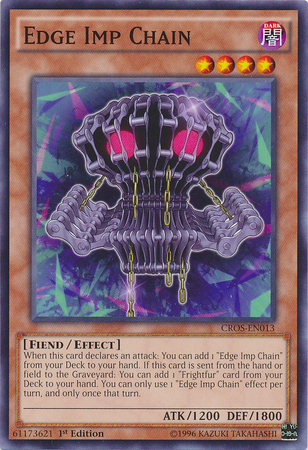 Edge Imp Chain
DARK
闇
CROS-EN013
[Fiend / Effect]
When this card declares an attack: You can add 1 "Edge Imp Chain"
from your Deck to your hand. If this card is sent from the hand or
field to the Graveyard: You can add 1 "Frightfur" card from your
Deck to your hand. You can only use 1 "Edge Imp Chain" effect per
turn, and only once that turn.
ATK/1200 DEF/1800
61173621 1st Edition ©1996 KAZUKI TAKAHASHI